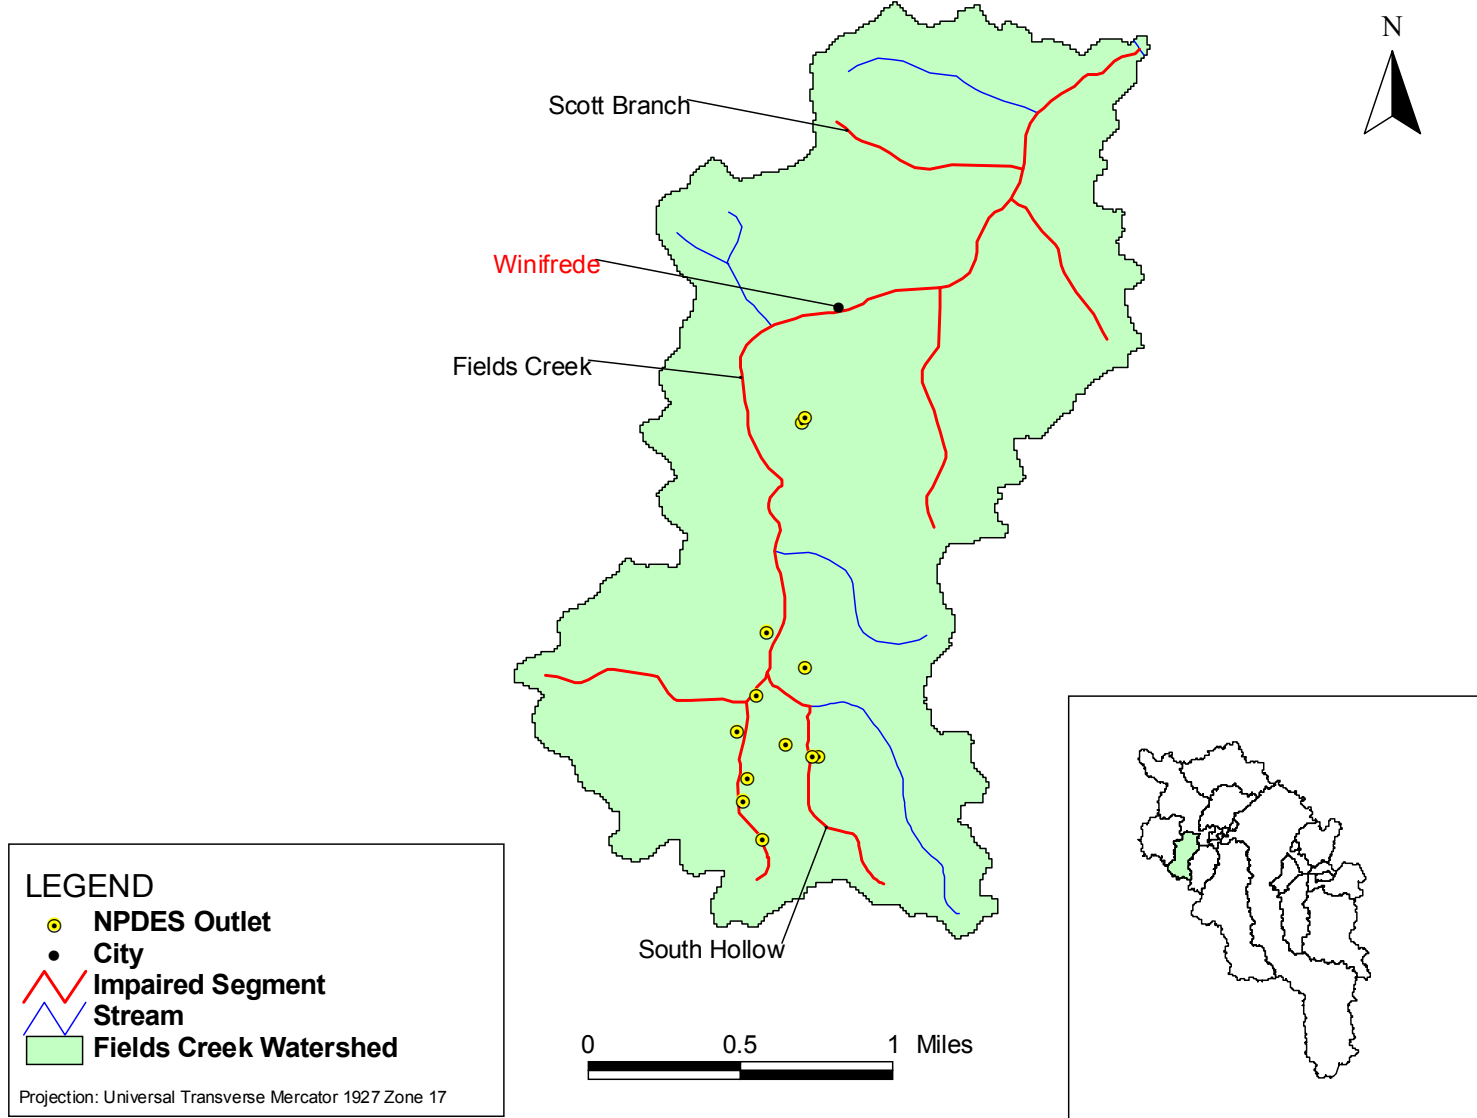 N
Scott Branch
Winifrede
Fields Creek
South Hollow
LEGEND
NPDES Outlet
City
Impaired Segment
Stream
Fields Creek Watershed
Projection: Universal Transverse Mercator 1927 Zone 17
0 0.5 1 Miles